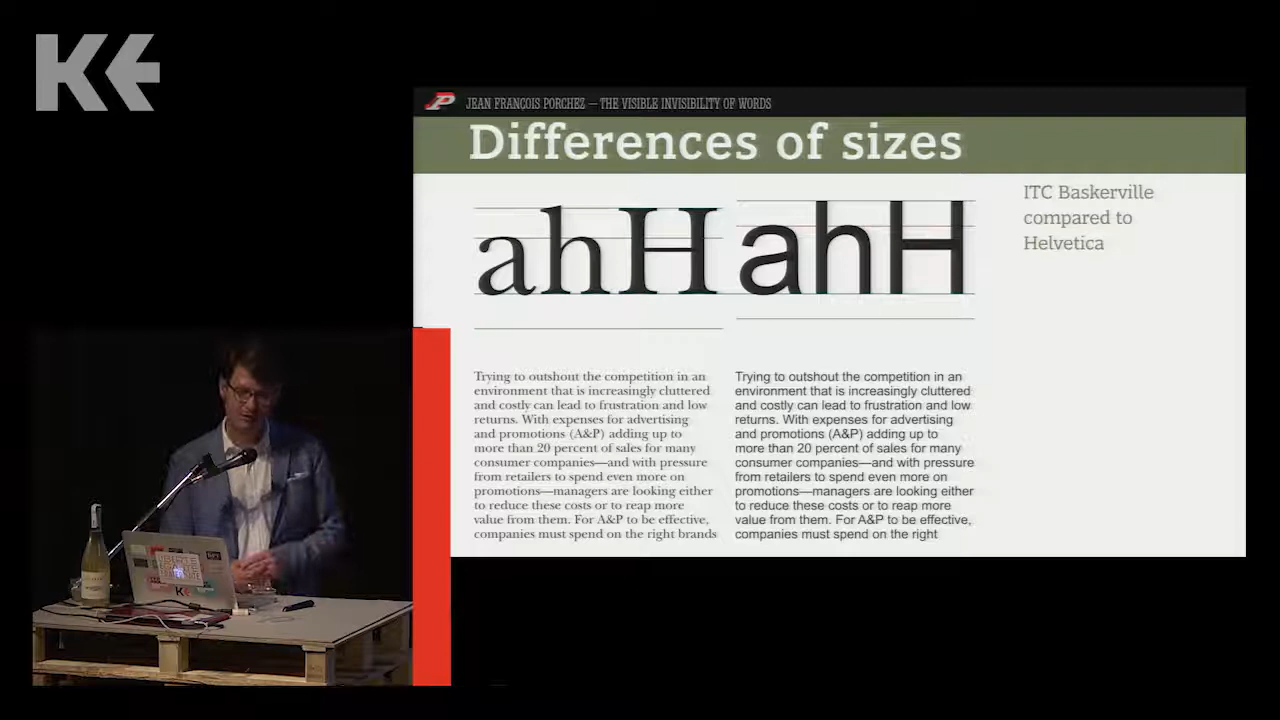 KE
JP
JEAN FRANÇOIS PORCHEZ — THE VISIBLE INVISIBILITY OF WORDS
Differences of sizes
ahH
ahH
ITC Baskerville
compared to
Helvetica
Trying to outshout the competition in an
environment that is increasingly cluttered
and costly can lead to frustration and low
returns. With expenses for advertising
and promotions (A&P) adding up to
more than 20 percent of sales for many
consumer companies—and with pressure
from retailers to spend even more on
promotions—managers are looking either
to reduce these costs or to reap more
value from them. For A&P to be effective,
companies must spend on the right brands
Trying to outshout the competition in an
environment that is increasingly cluttered
and costly can lead to frustration and low
returns. With expenses for advertising
and promotions (A&P) adding up to
more than 20 percent of sales for many
consumer companies—and with pressure
from retailers to spend even more on
promotions—managers are looking either
to reduce these costs or to reap more
value from them. For A&P to be effective,
companies must spend on the right
KE